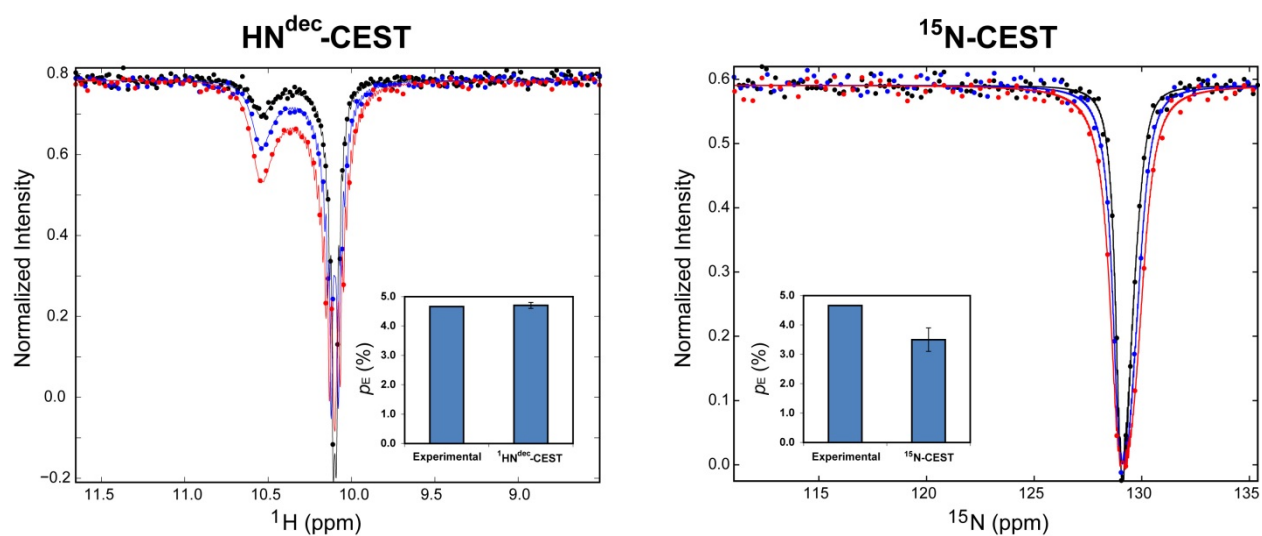 HN^dec-CEST
0.8
0.6
0.4
0.2
0.0
−0.2
Normalized Intensity
11.5 11.0 10.5 10.0 9.5 9.0
¹H (ppm)
5.0
4.0
3.0
2.0
1.0
0.0
pE (%)
Experimental ¹HN^dec-CEST
¹⁵N-CEST
0.6
0.5
0.4
0.3
0.2
0.1
0.0
Normalized Intensity
115 120 125 130 135
¹⁵N (ppm)
5.0
4.0
3.0
2.0
1.0
0.0
pE (%)
Experimental ¹⁵N-CEST